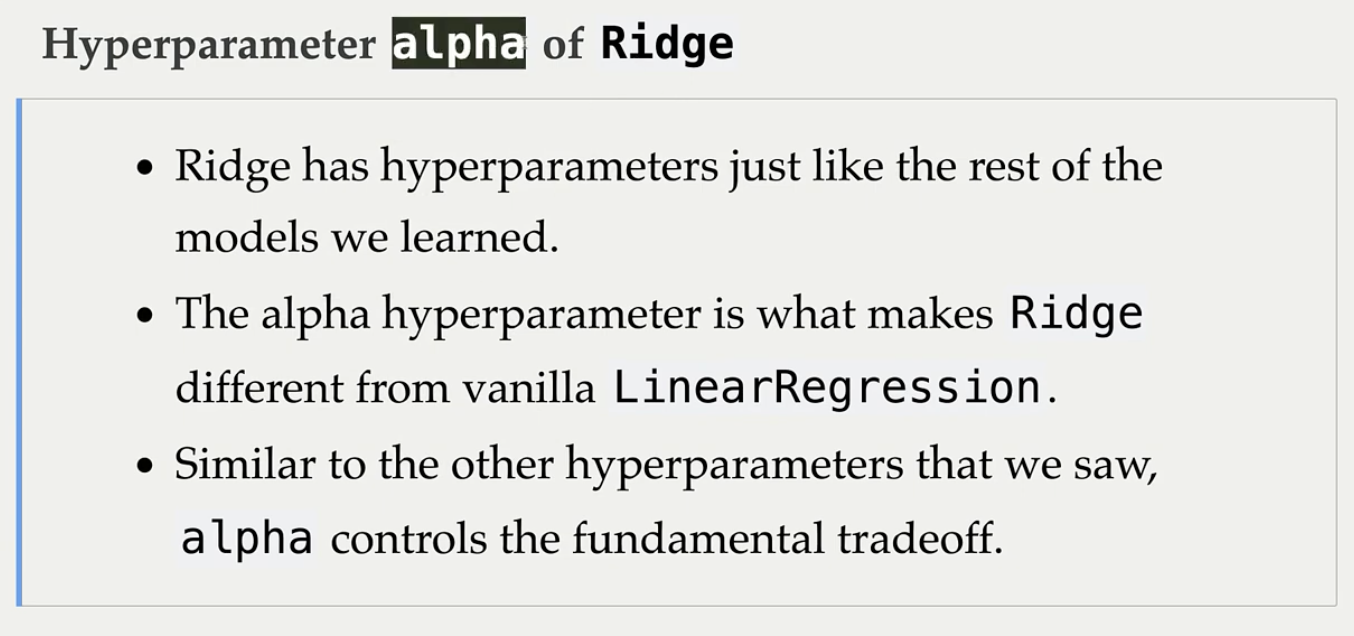 Hyperparameter alpha of Ridge
• Ridge has hyperparameters just like the rest of the
models we learned.
• The alpha hyperparameter is what makes Ridge
different from vanilla LinearRegression.
• Similar to the other hyperparameters that we saw,
alpha controls the fundamental tradeoff.